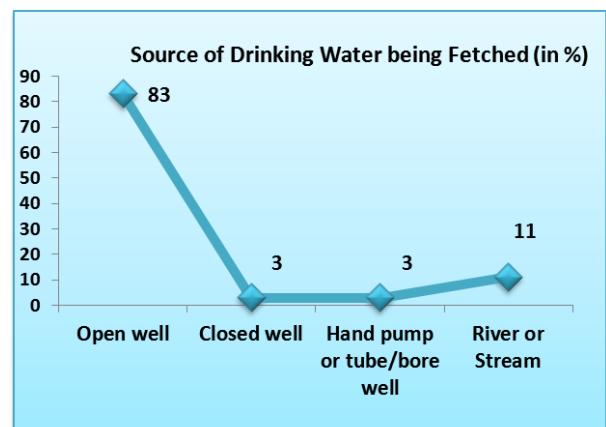 Source of Drinking Water being Fetched (in %)
90
80
70
60
50
40
30
20
10
0
83
3
3
11
Open well
Closed well
Hand pump
or tube/bore
well
River or
Stream